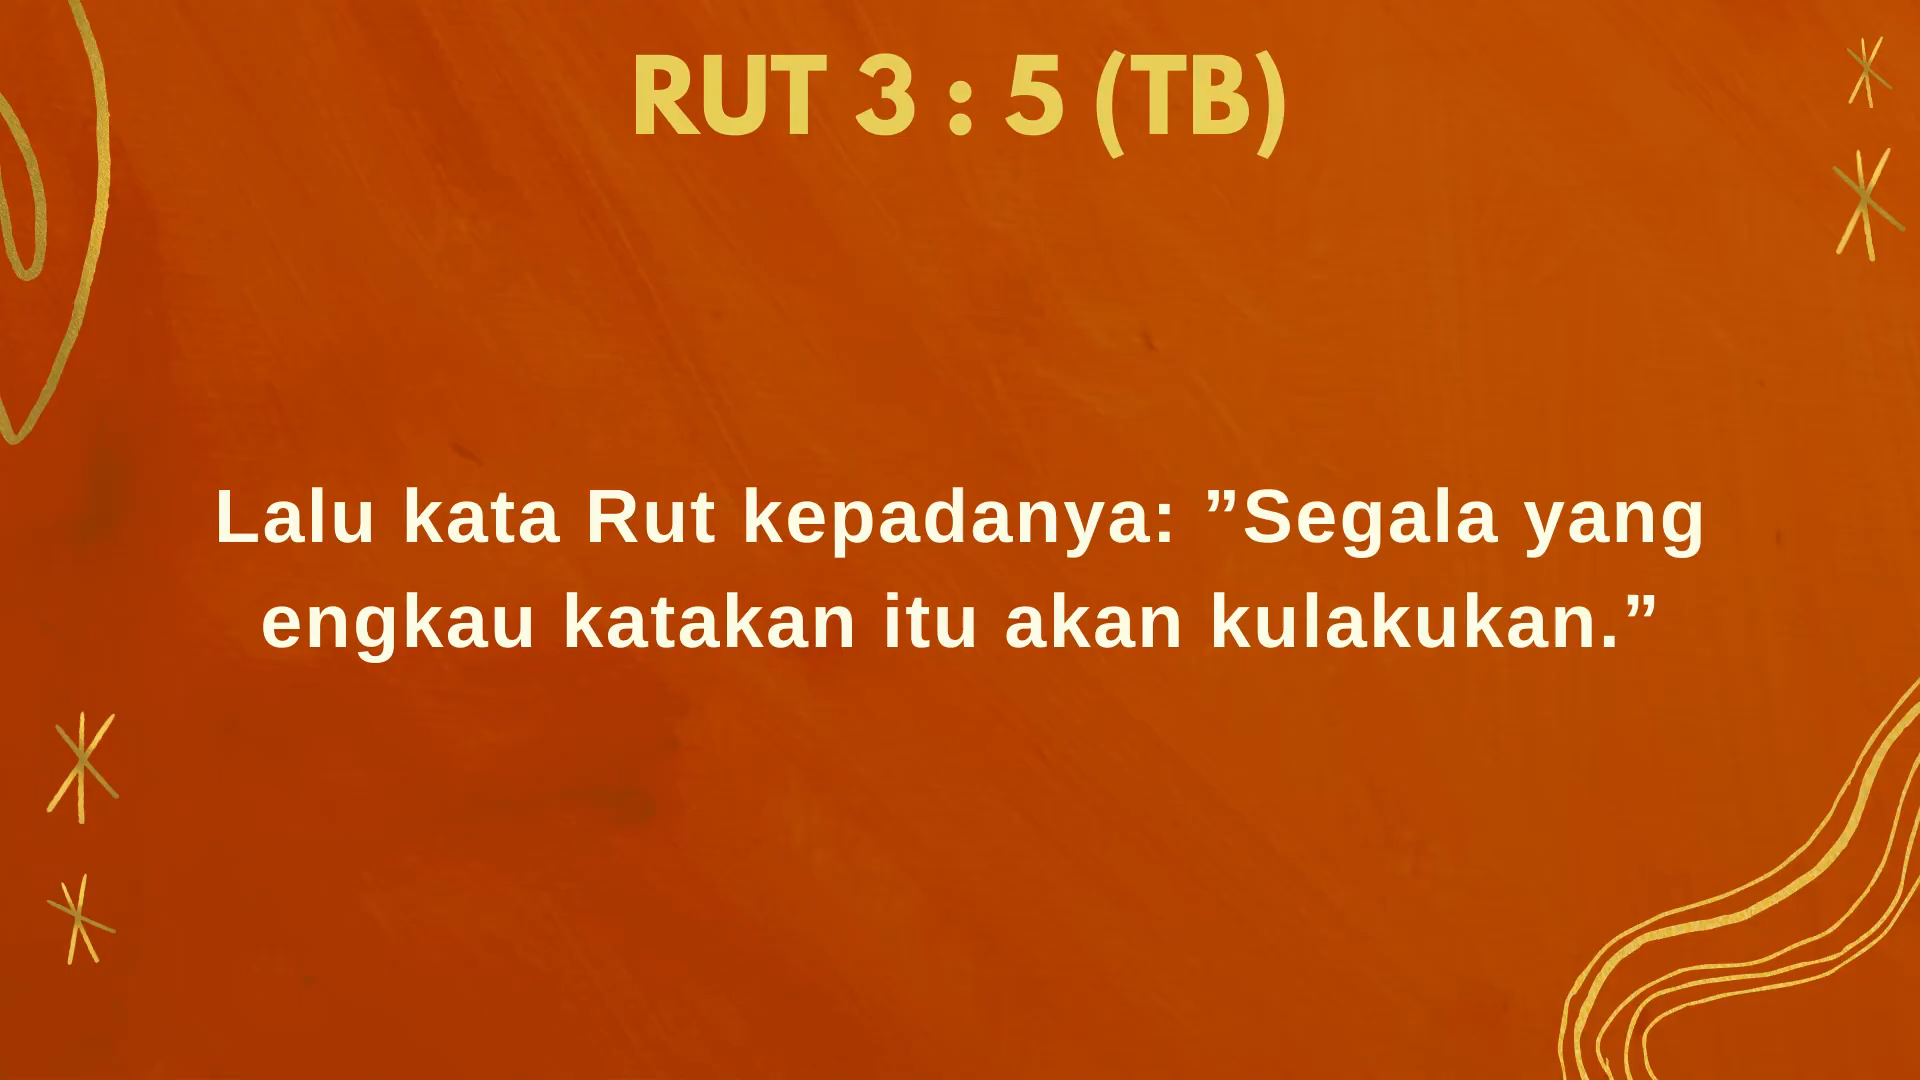 RUT 3 : 5 (TB)
Lalu kata Rut kepadanya: ”Segala yang
engkau katakan itu akan kulakukan.”